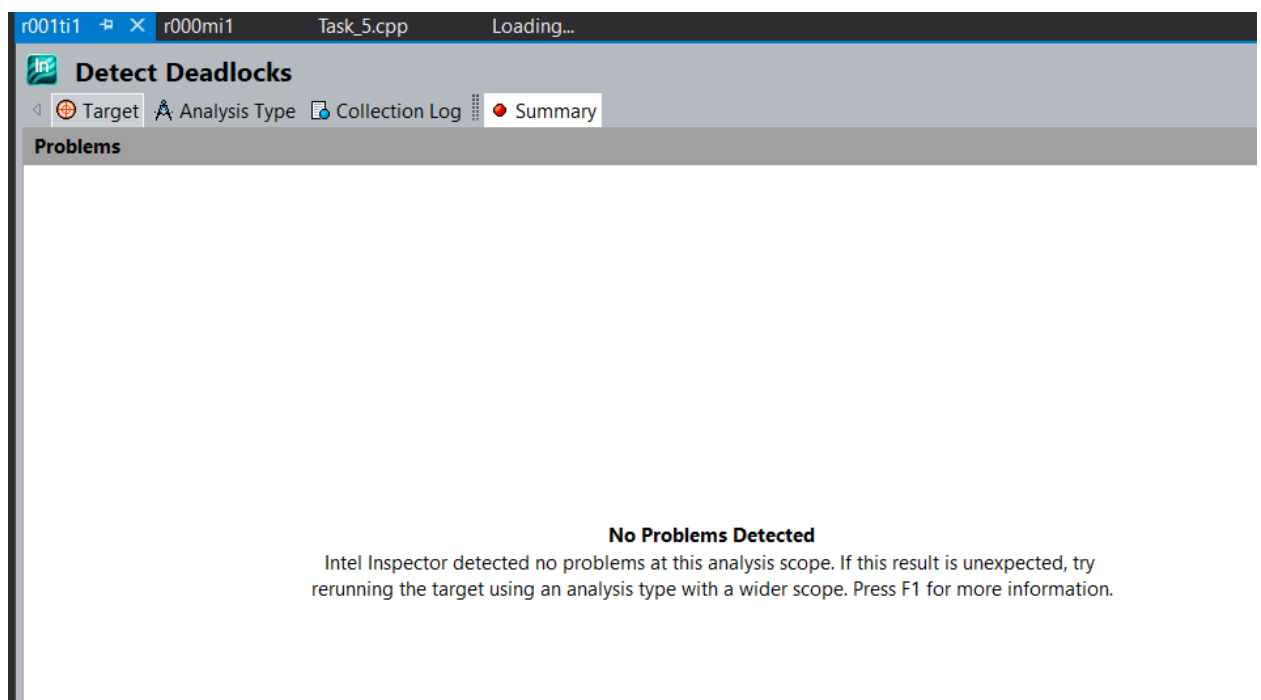 r001ti1 r000mi1 Task_5.cpp Loading...
In
Detect Deadlocks
Target Analysis Type Collection Log Summary
Problems
No Problems Detected
Intel Inspector detected no problems at this analysis scope. If this result is unexpected, try
rerunning the target using an analysis type with a wider scope. Press F1 for more information.